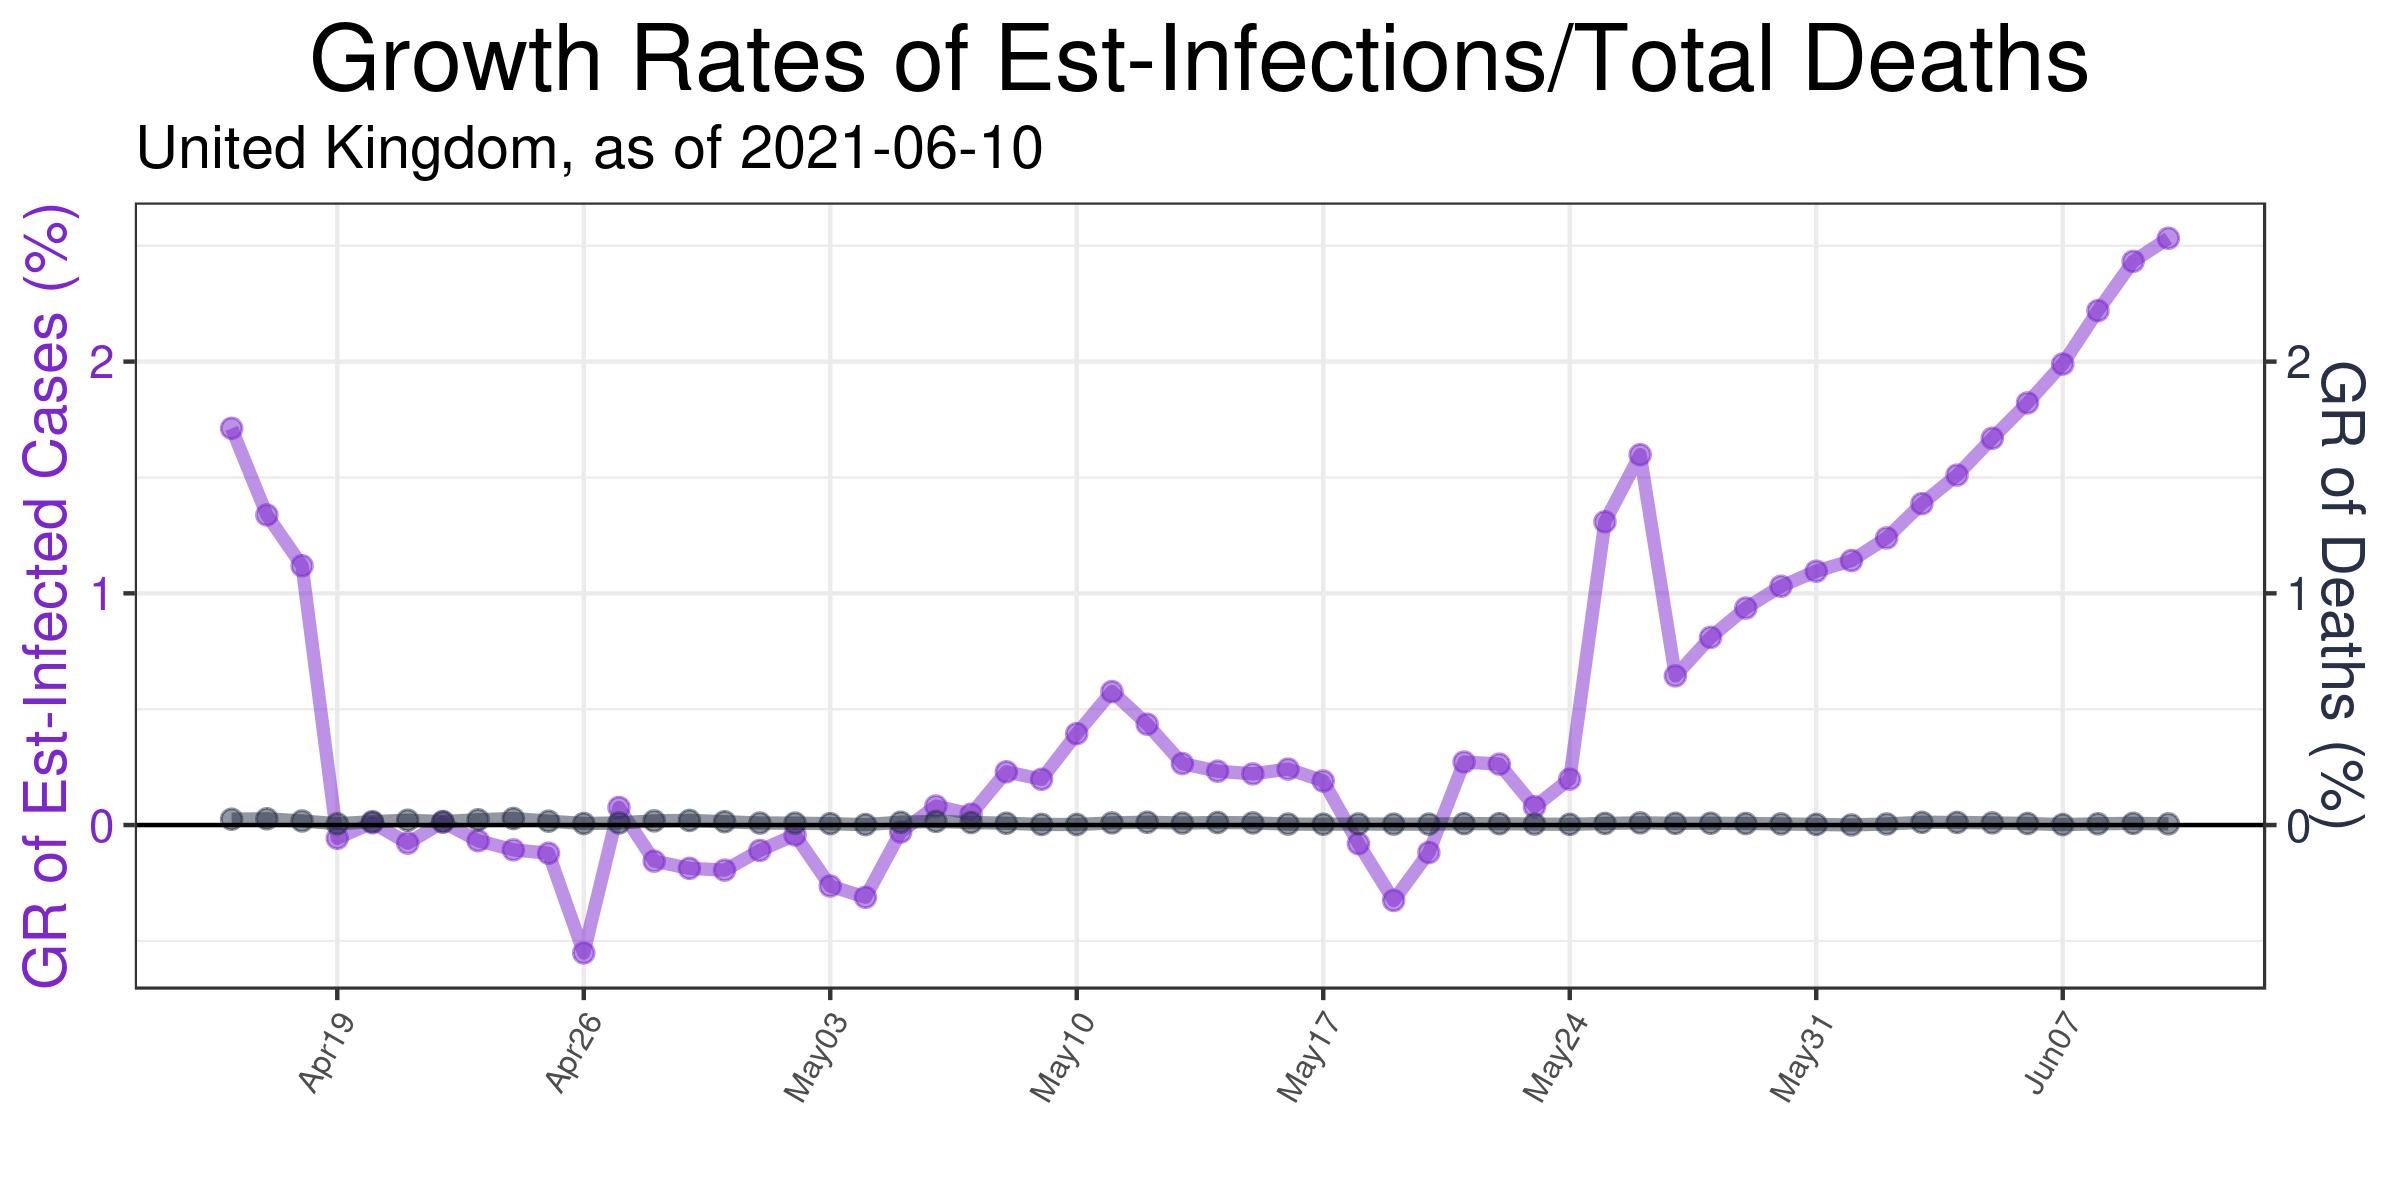 Growth Rates of Est-Infections/Total Deaths
United Kingdom, as of 2021-06-10
GR of Est-Infected Cases (%)
2
1
0
2
1
0
GR of Deaths (%)
Apr19
Apr26
May03
May10
May17
May24
May31
Jun07